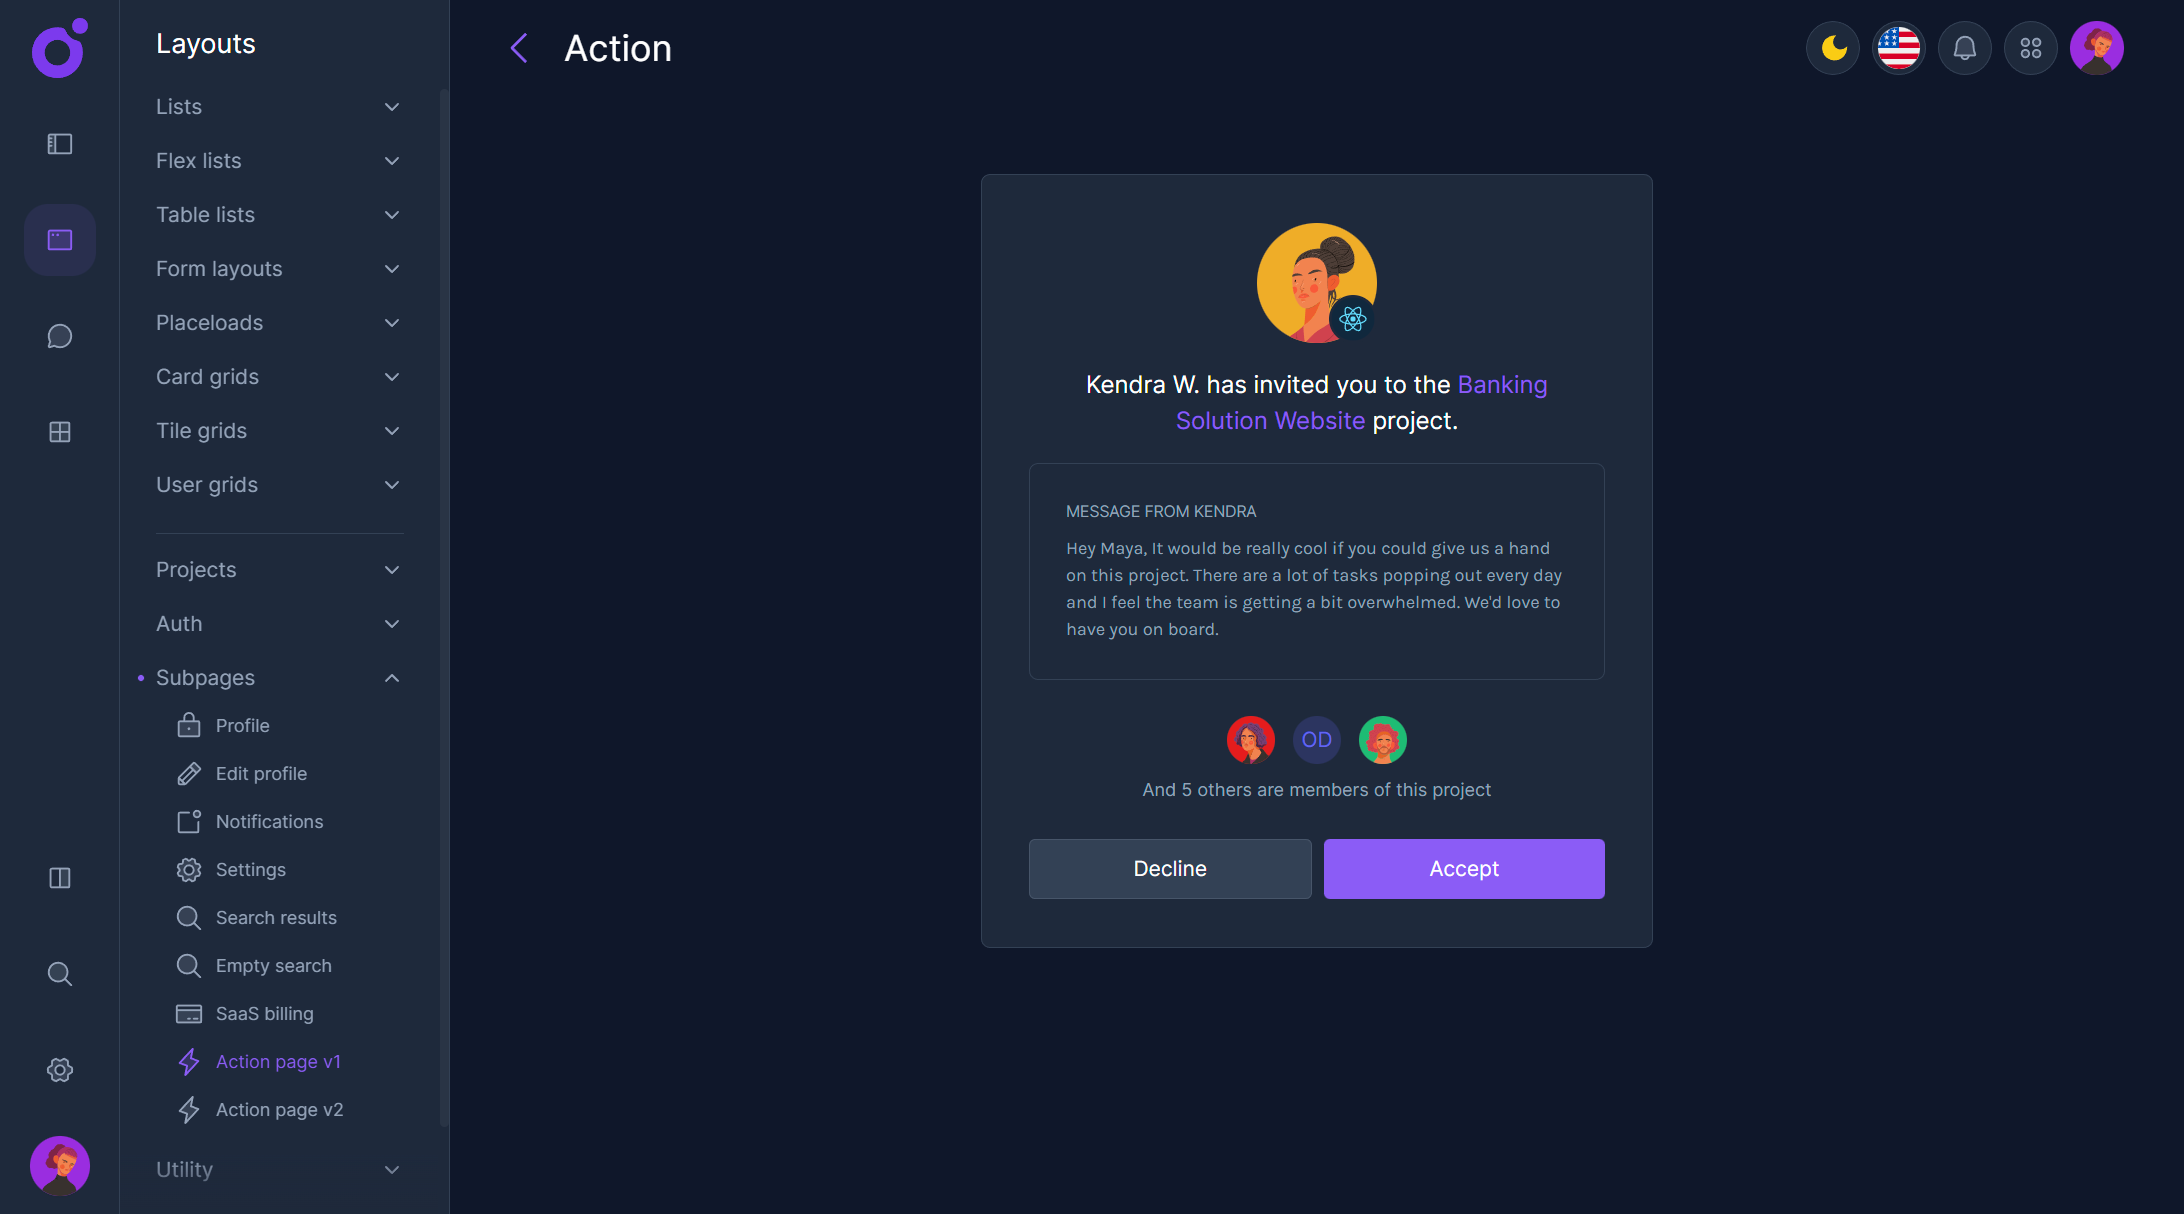 Layouts
Lists
Flex lists
Table lists
Form layouts
Placeloads
Card grids
Tile grids
User grids
Projects
Auth
Subpages
Profile
Edit profile
Notifications
Settings
Search results
Empty search
SaaS billing
Action page v1
Action page v2
Utility
Action
Kendra W. has invited you to the Banking
Solution Website project.
MESSAGE FROM KENDRA
Hey Maya, It would be really cool if you could give us a hand
on this project. There are a lot of tasks popping out every day
and I feel the team is getting a bit overwhelmed. We'd love to
have you on board.
OD
And 5 others are members of this project
Decline
Accept